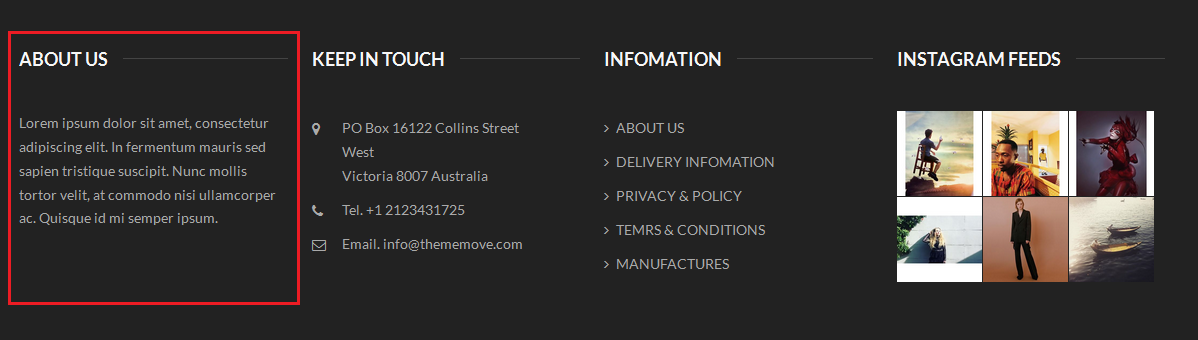 ABOUT US
Lorem ipsum dolor sit amet, consectetur
adipiscing elit. In fermentum mauris sed
sapien tristique suscipit. Nunc mollis
tortor velit, at commodo nisi ullamcorper
ac. Quisque id mi semper ipsum.
KEEP IN TOUCH
PO Box 16122 Collins Street
West
Victoria 8007 Australia
Tel. +1 2123431725
Email. info@thememove.com
INFOMATION
ABOUT US
DELIVERY INFOMATION
PRIVACY & POLICY
TEMRS & CONDITIONS
MANUFACTURES
INSTAGRAM FEEDS